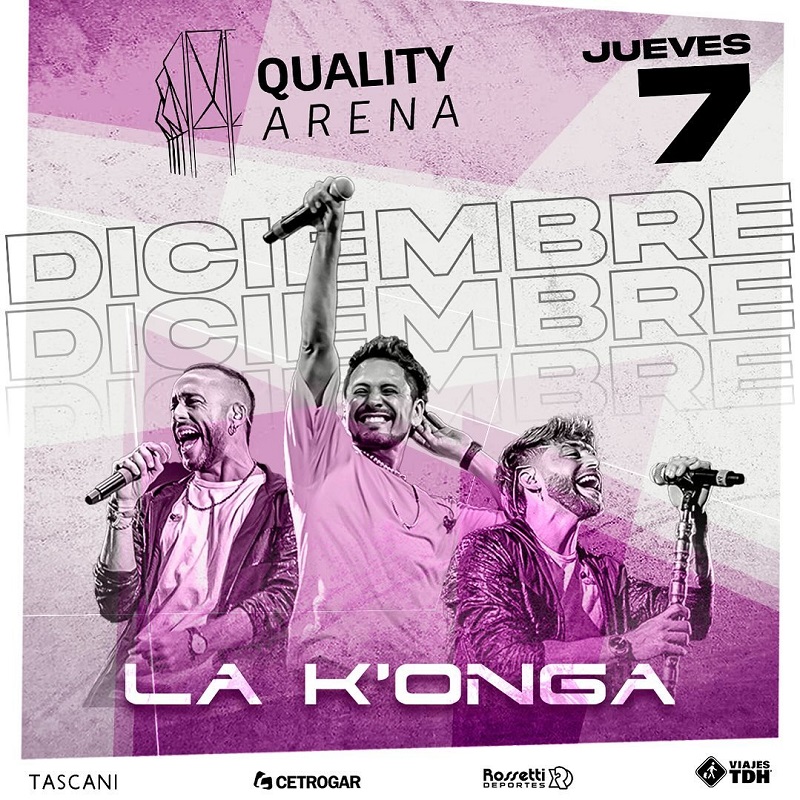 QUALITY
ARENA
JUEVES
7
DICIEMBRE
DICIEMBRE
DICIEMBRE
LA K'ONGA
TASCANI
CETROGAR
Rossetti
DEPORTES
VIAJES
TDH